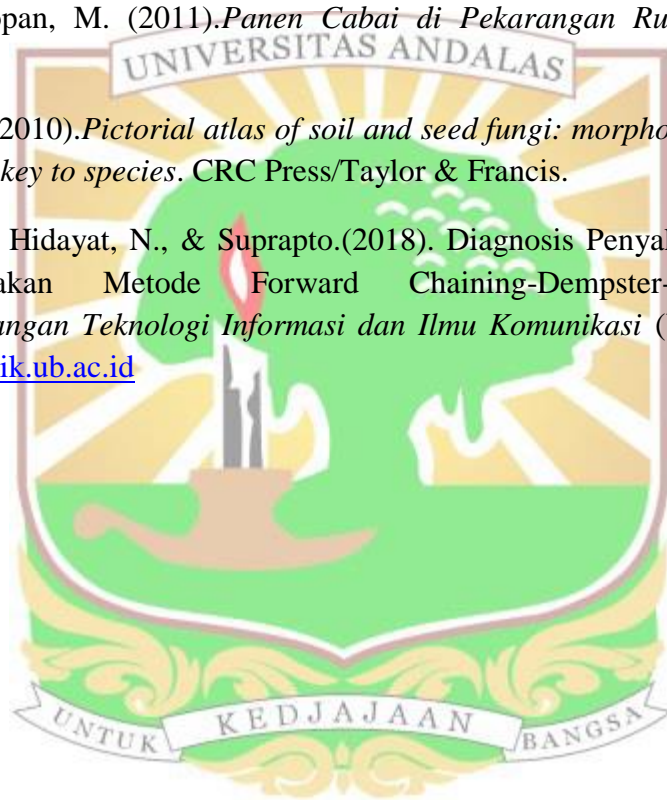 opan, M. (2011).Panen Cabai di Pekarangan Ru
UNIVERSITAS ANDALAS
2010).Pictorial atlas of soil and seed fungi: morpho
key to species. CRC Press/Taylor & Francis.
Hidayat, N., & Suprapto.(2018). Diagnosis Penyal
akan Metode Forward Chaining-Dempster-
angan Teknologi Informasi dan Ilmu Komunikasi (
ik.ub.ac.id
UNTUK KEDJAJAAN BANGSA